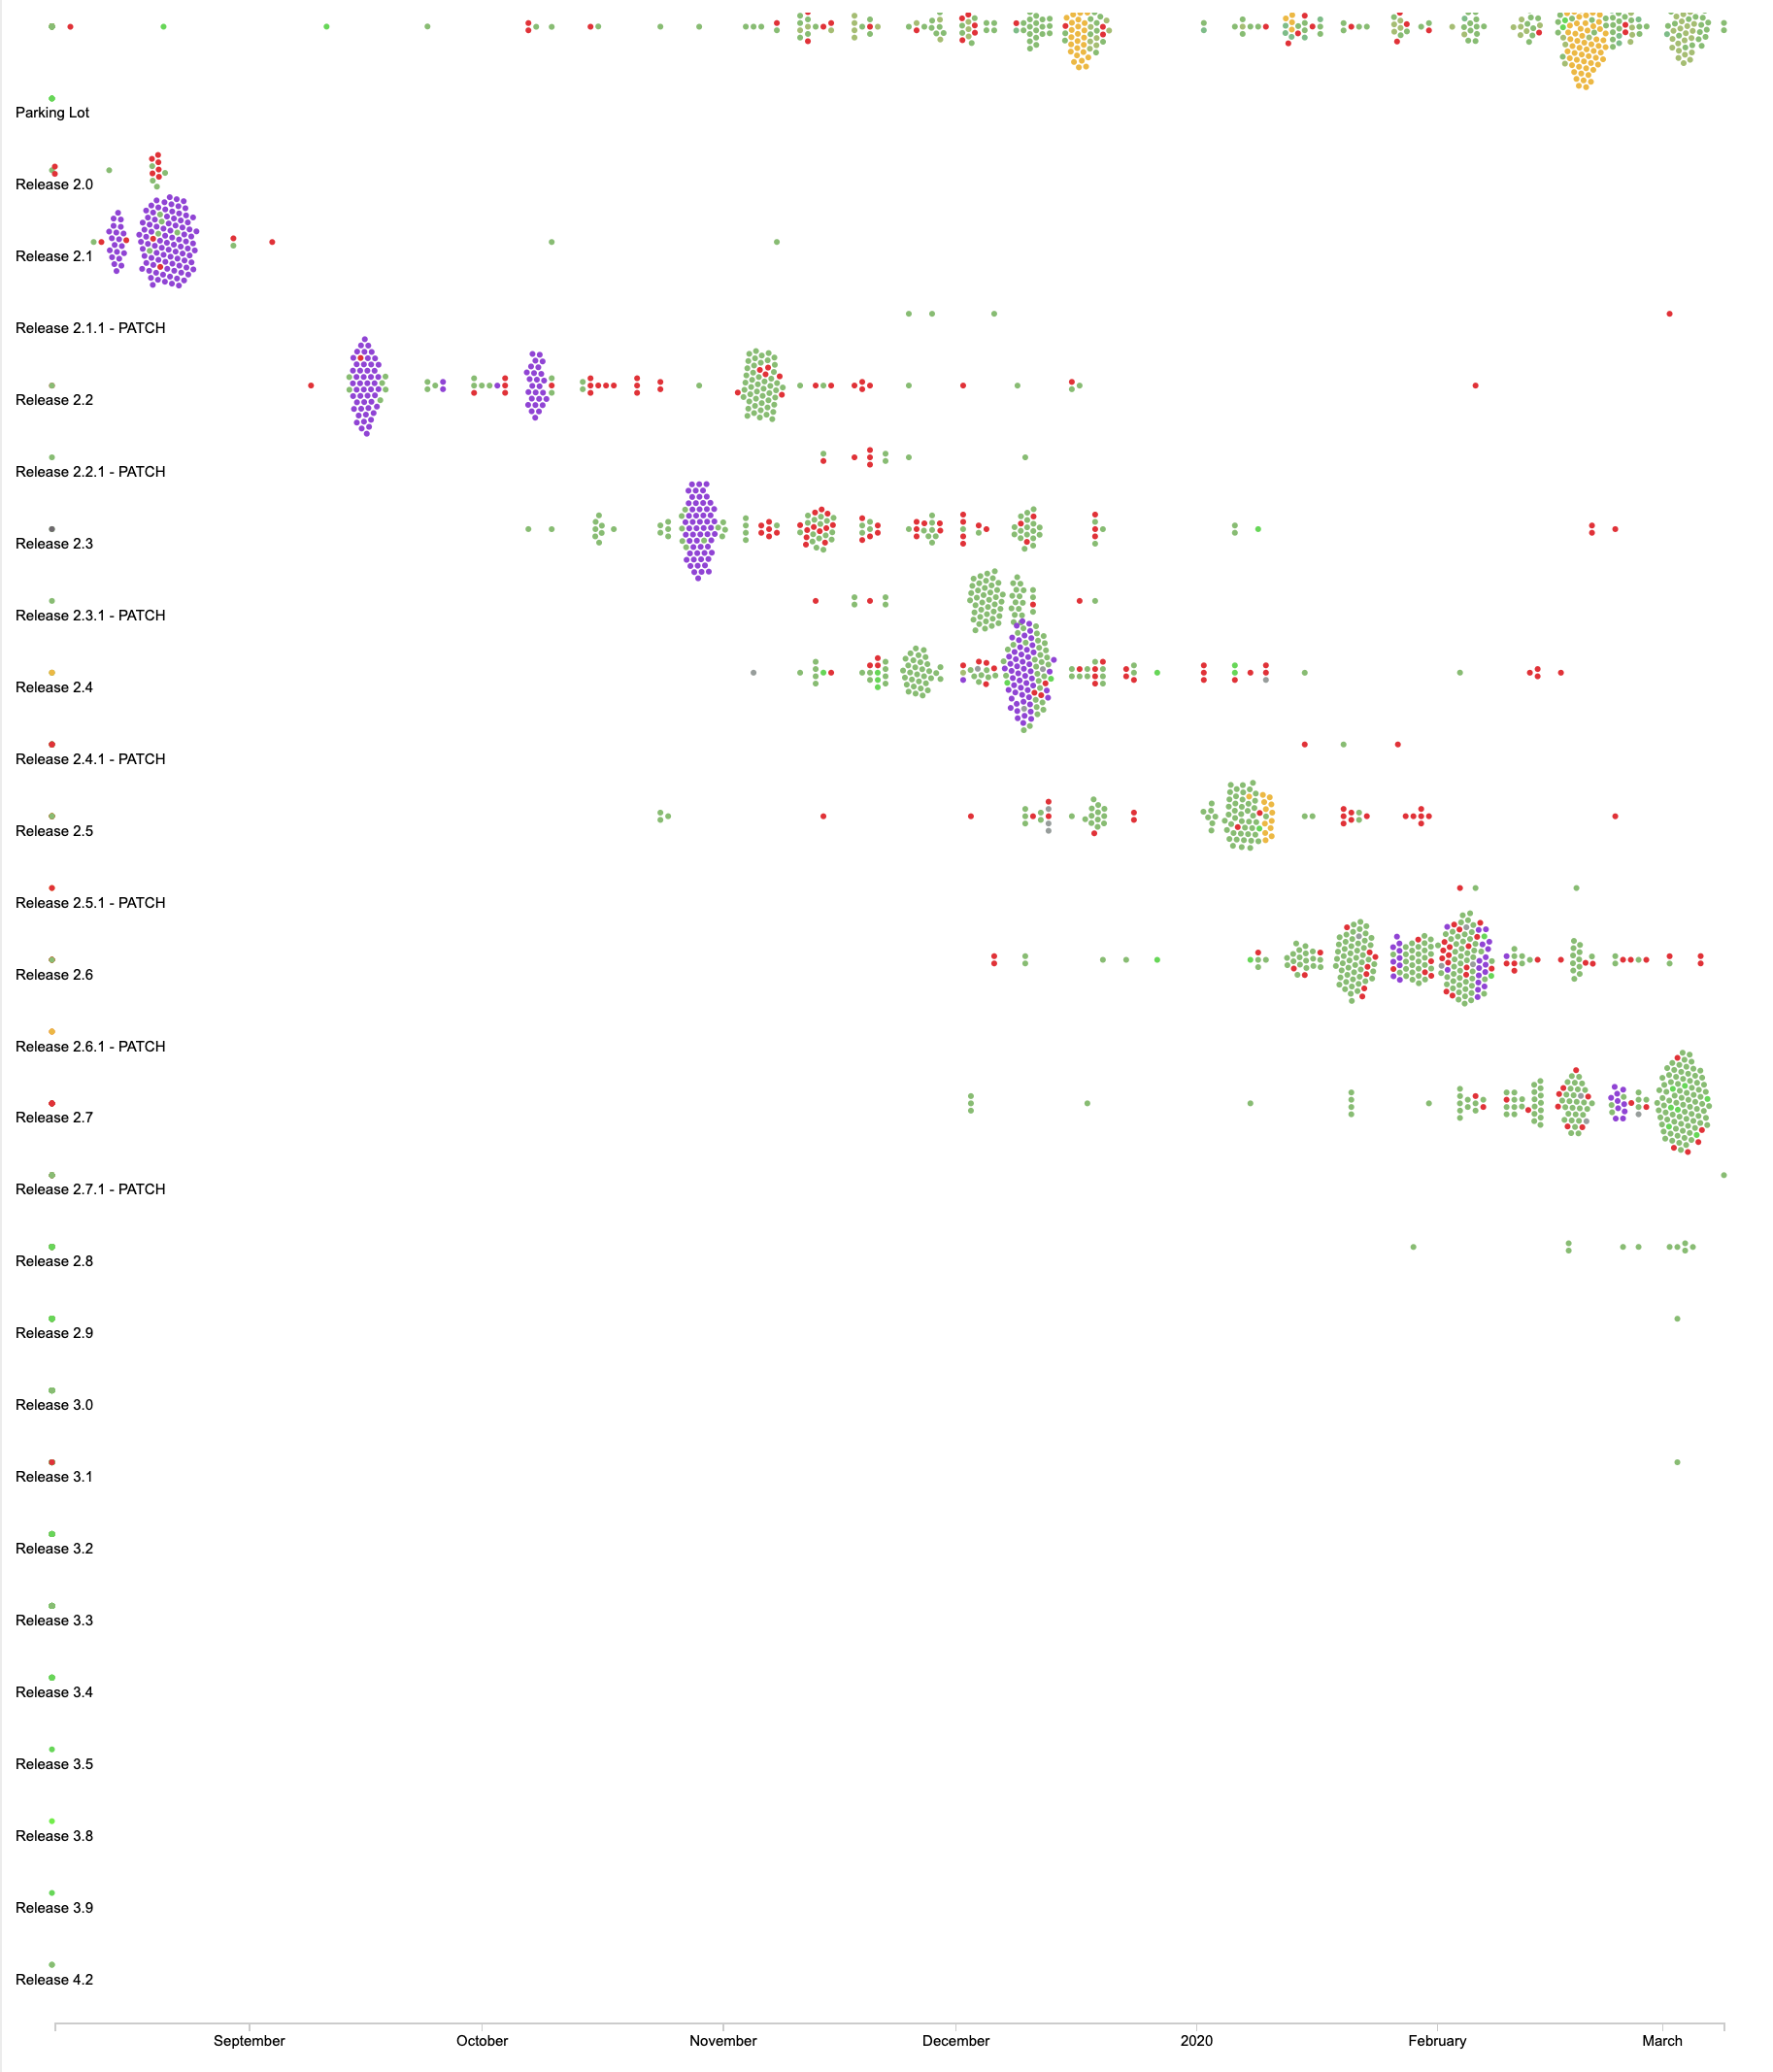 Parking Lot
Release 2.0
Release 2.1
Release 2.1.1 - PATCH
Release 2.2
Release 2.2.1 - PATCH
Release 2.3
Release 2.3.1 - PATCH
Release 2.4
Release 2.4.1 - PATCH
Release 2.5
Release 2.5.1 - PATCH
Release 2.6
Release 2.6.1 - PATCH
Release 2.7
Release 2.7.1 - PATCH
Release 2.8
Release 2.9
Release 3.0
Release 3.1
Release 3.2
Release 3.3
Release 3.4
Release 3.5
Release 3.8
Release 3.9
Release 4.2
September October November December 2020 February March